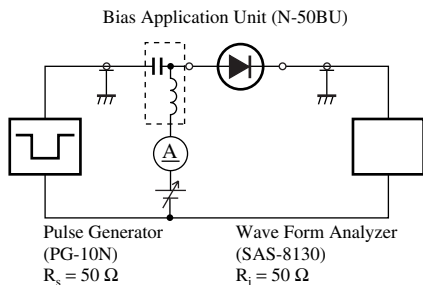 Bias Application Unit (N-50BU)
A
Pulse Generator
(PG-10N)
Rs = 50 Ω
Wave Form Analyzer
(SAS-8130)
Ri = 50 Ω